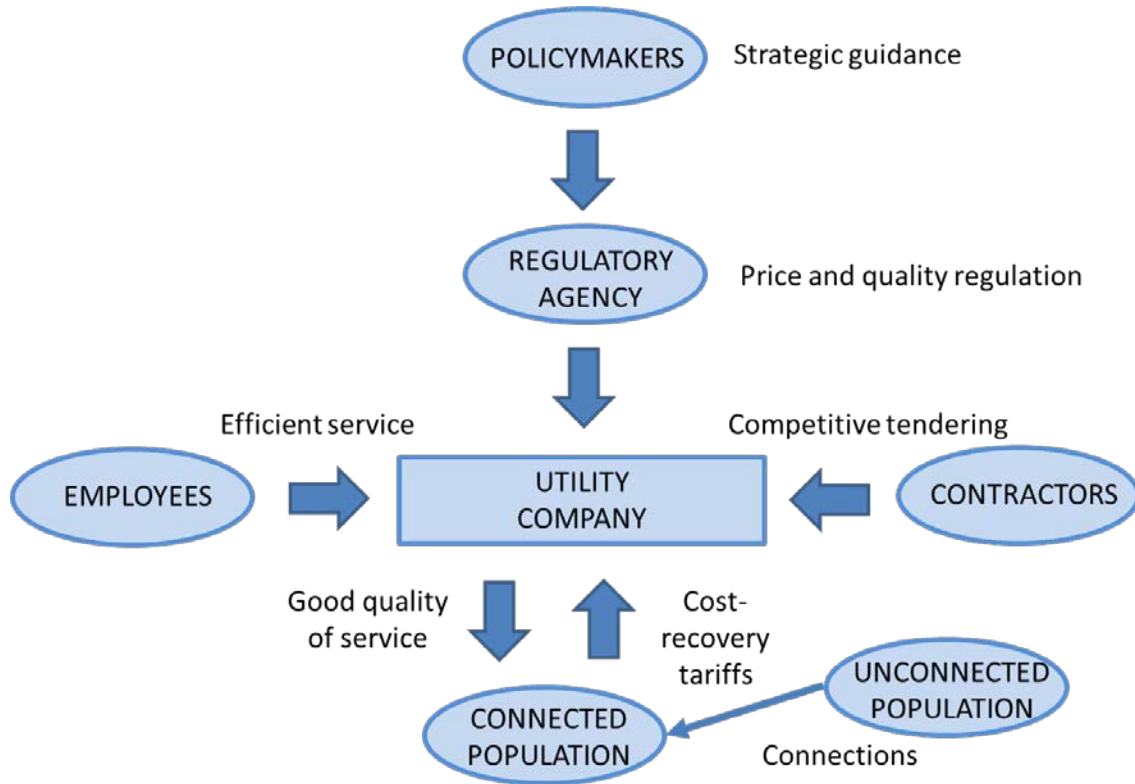 POLICYMAKERS
Strategic guidance
REGULATORY
AGENCY
Price and quality regulation
Efficient service
Competitive tendering
EMPLOYEES
UTILITY
COMPANY
CONTRACTORS
Good quality
of service
Cost-
recovery
tariffs
UNCONNECTED
POPULATION
CONNECTED
POPULATION
Connections